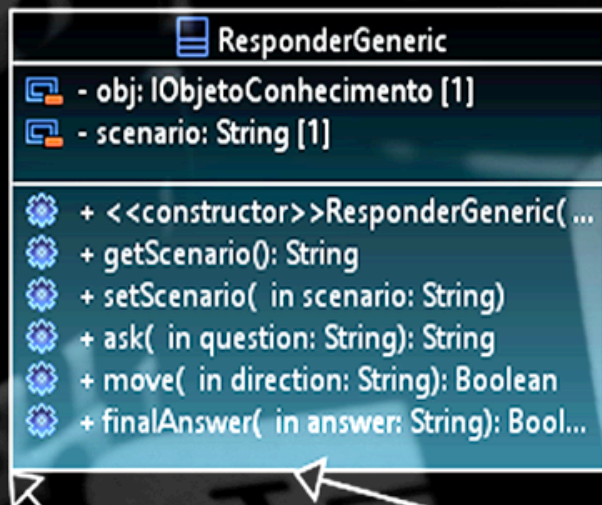 ResponderGeneric
- obj: IObjetoConhecimento [1]
- scenario: String [1]
+ <<constructor>>ResponderGeneric( ...
+ getScenario(): String
+ setScenario( in scenario: String)
+ ask( in question: String): String
+ move( in direction: String): Boolean
+ finalAnswer( in answer: String): Bool...